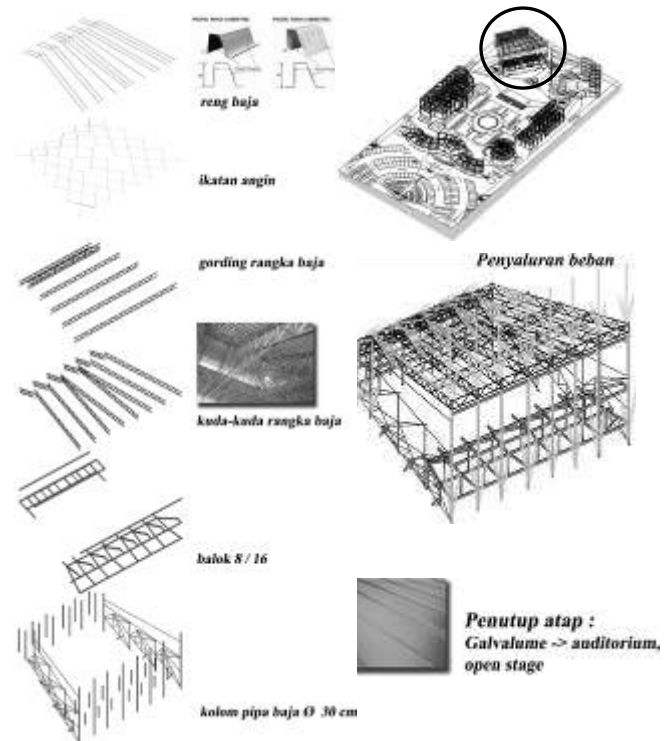 reng baja
ikatan angin
gording rangka baja
kuda-kuda rangka baja
balok 8 / 16
kolom pipa baja Ø 30 cm
Penyaluran beban
Penutup atap :
Galvalume -> auditorium,
open stage